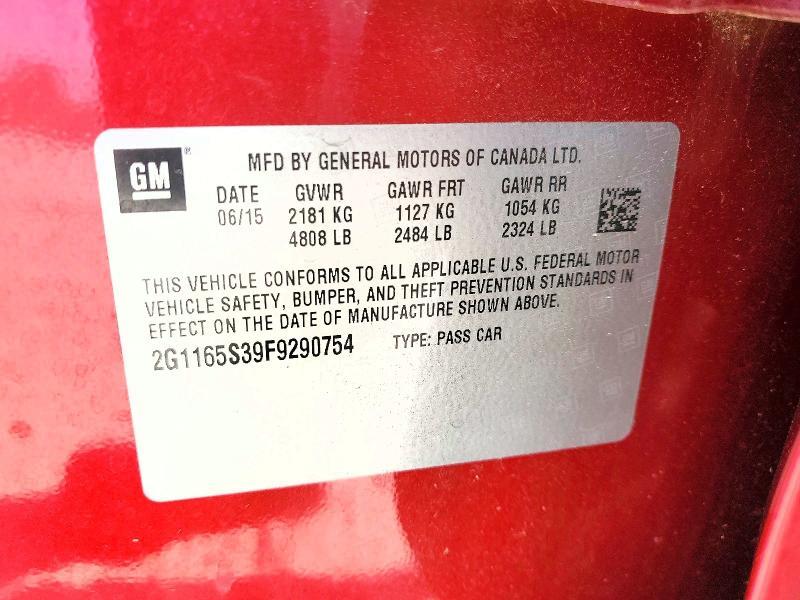 GM ®
MFD BY GENERAL MOTORS OF CANADA LTD.
DATE GVWR GAWR FRT GAWR RR
06/15 2181 KG 1127 KG 1054 KG
4808 LB 2484 LB 2324 LB
THIS VEHICLE CONFORMS TO ALL APPLICABLE U.S. FEDERAL MOTOR
VEHICLE SAFETY, BUMPER, AND THEFT PREVENTION STANDARDS IN
EFFECT ON THE DATE OF MANUFACTURE SHOWN ABOVE.
2G1165S39F9290754 TYPE: PASS CAR